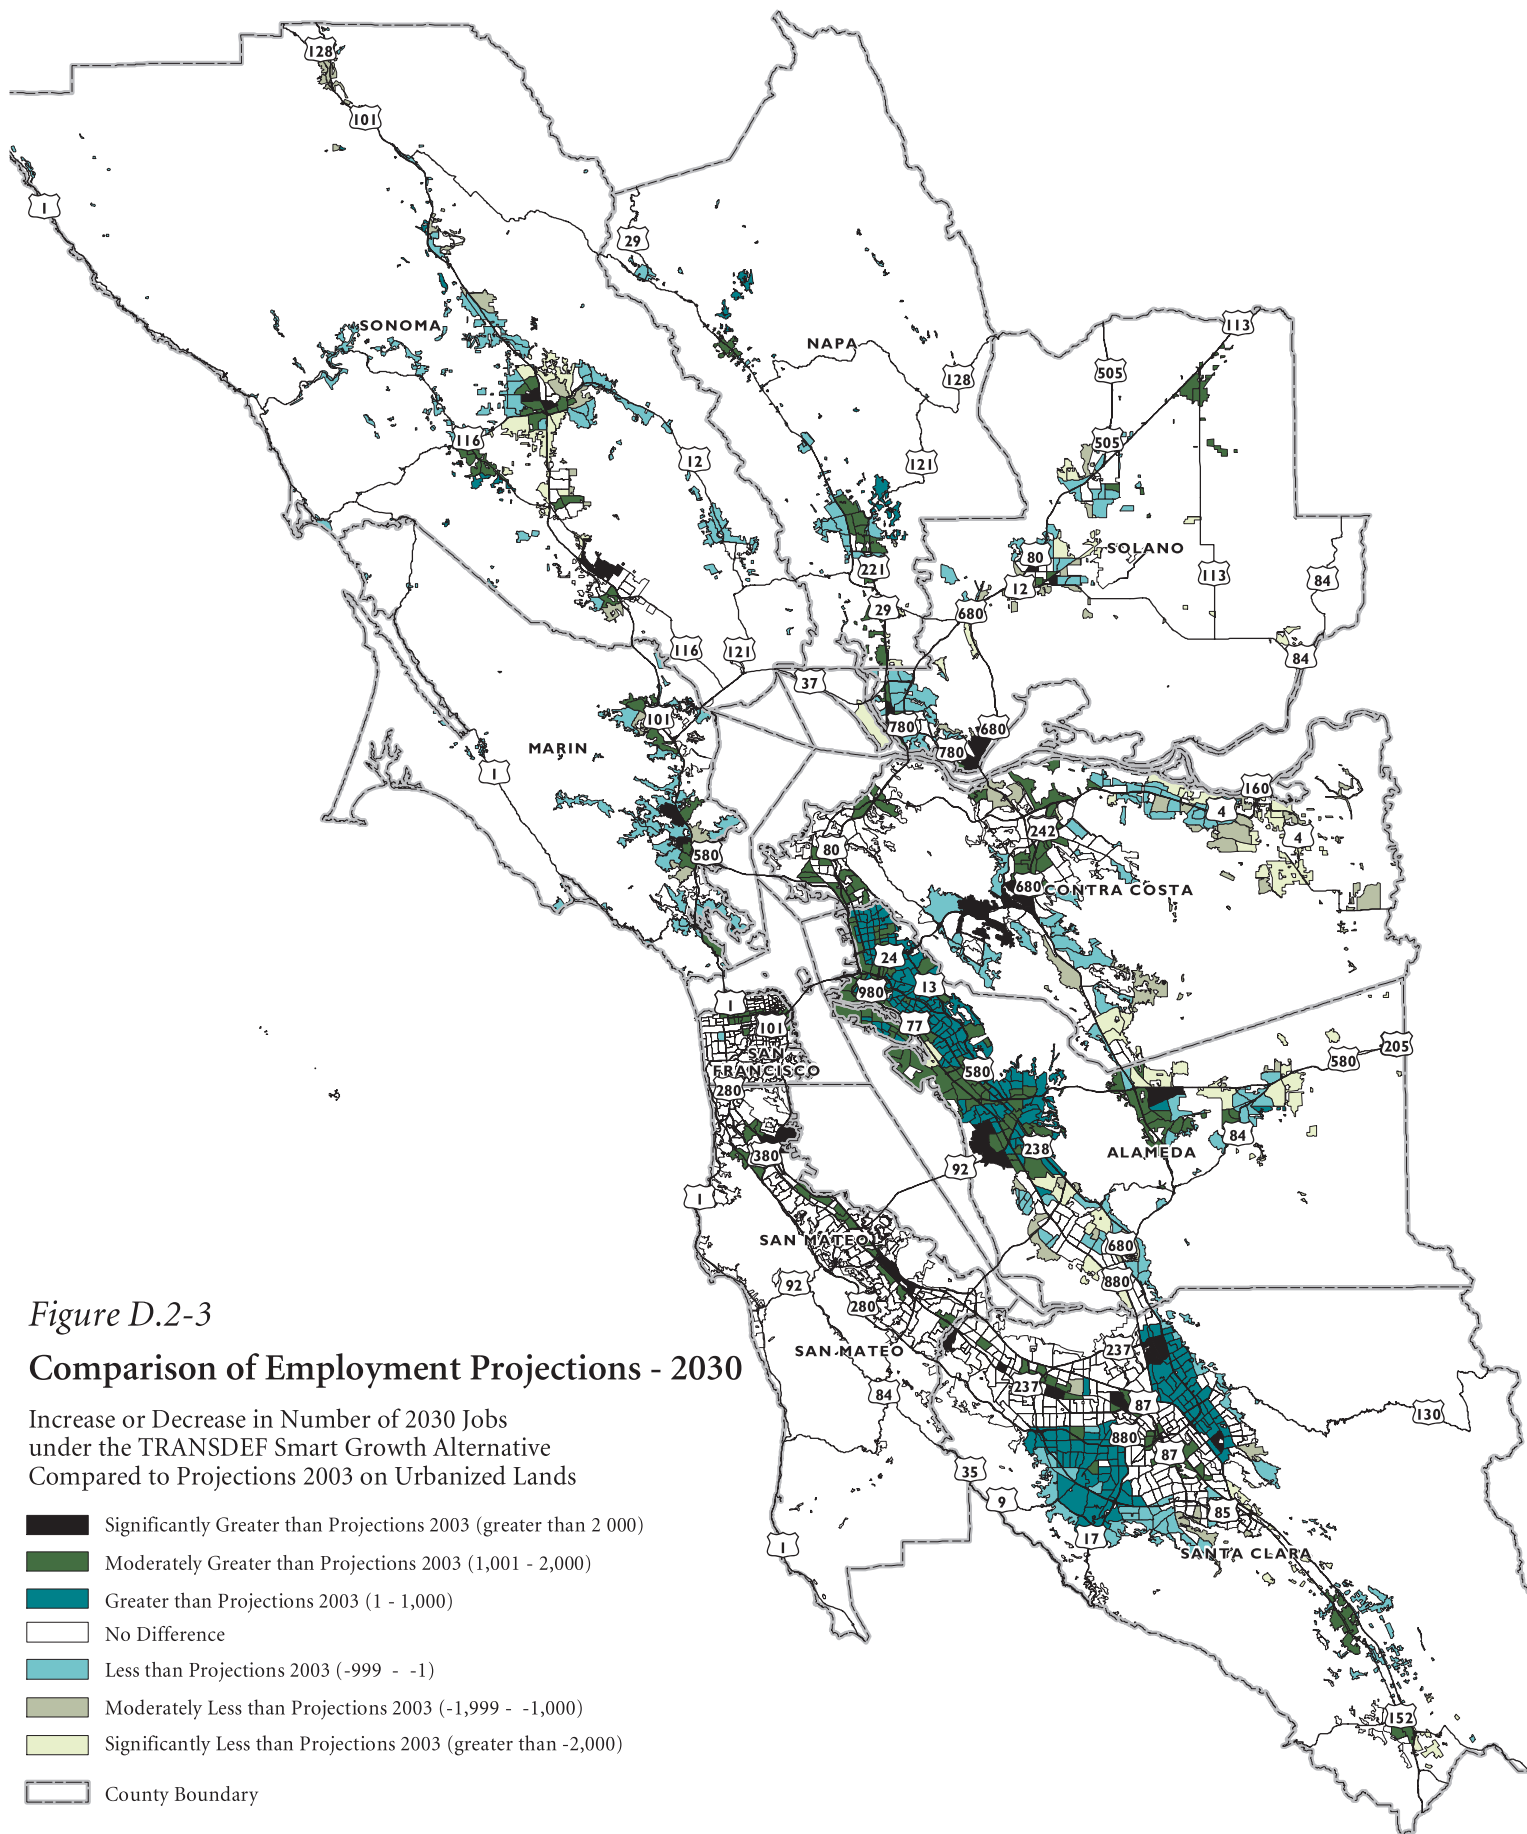 128
101
1
29
SONOMA
NAPA
113
505
128
505
116
12
121
80
SOLANO
221
12
113
84
29
680
116
121
84
37
101
780
680
MARIN
780
1
160
4
242
4
80
580
680
CONTRA COSTA
24
980
13
1
77
101
SAN
FRANCISCO
580
205
580
280
84
238
ALAMEDA
380
92
1
SAN MATEO
680
880
92
280
Figure D.2-3
Comparison of Employment Projections - 2030
SAN MATEO
237
237
84
87
130
Increase or Decrease in Number of 2030 Jobs
under the TRANSDEF Smart Growth Alternative
Compared to Projections 2003 on Urbanized Lands
880
87
35
9
85
17
1
SANTA CLARA
Significantly Greater than Projections 2003 (greater than 2 000)
Moderately Greater than Projections 2003 (1,001 - 2,000)
Greater than Projections 2003 (1 - 1,000)
No Difference
Less than Projections 2003 (-999 - -1)
Moderately Less than Projections 2003 (-1,999 - -1,000)
152
Significantly Less than Projections 2003 (greater than -2,000)
County Boundary